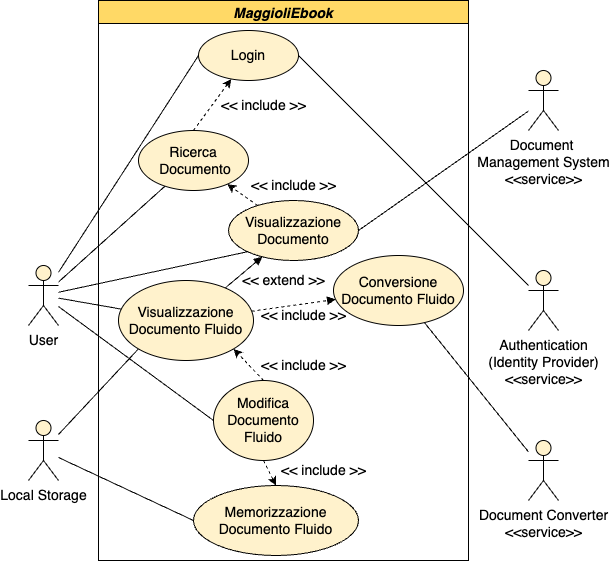 MaggioliEbook
Login
<< include >>
Ricerca
Documento
<< include >>
Visualizzazione
Documento
<< extend >>
Visualizzazione
Documento Fluido
<< include >>
Conversione
Documento Fluido
<< include >>
Modifica
Documento
Fluido
<< include >>
Memorizzazione
Documento Fluido
User
Local Storage
Document
Management System
<<service>>
Authentication
(Identity Provider)
<<service>>
Document Converter
<<service>>